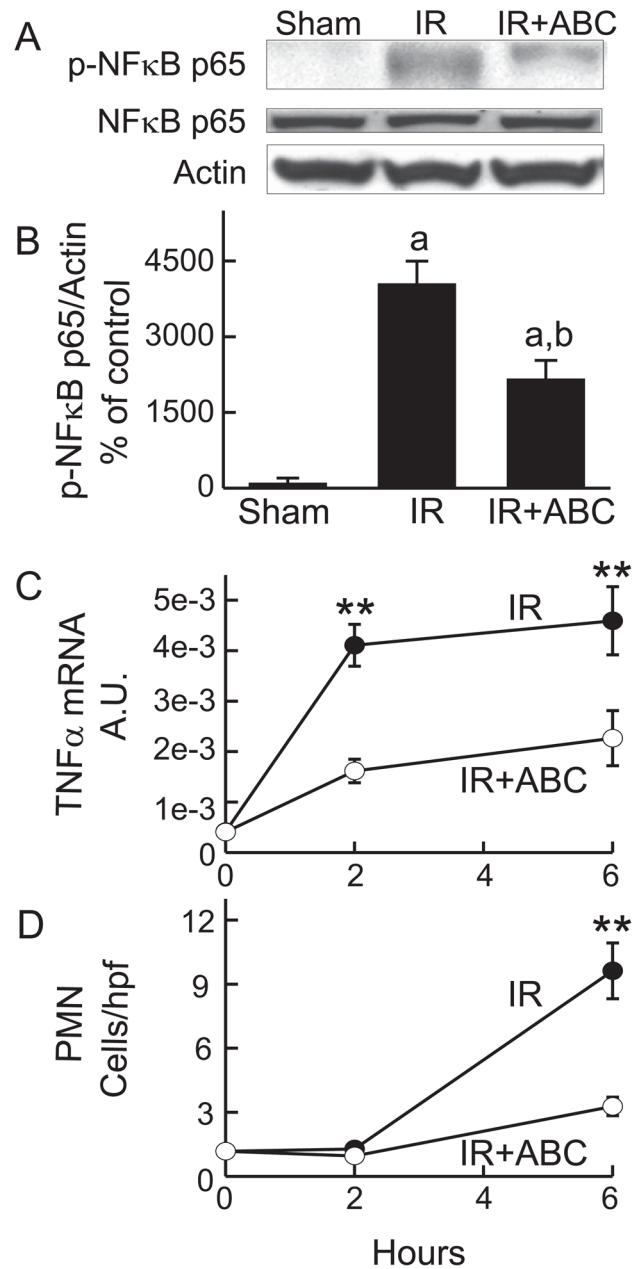 A
Sham IR IR+ABC
p-NFκB p65
NFκB p65
Actin
B
p-NFκB p65/Actin
% of control
4500
3000
1500
0
a
a,b
Sham IR IR+ABC
C
TNFα mRNA
A.U.
5e-3
4e-3
3e-3
2e-3
1e-3
0
**
**
IR
IR+ABC
0 2 4 6
D
PMN
Cells/hpf
12
9
6
3
0
**
IR
IR+ABC
0 2 4 6
Hours